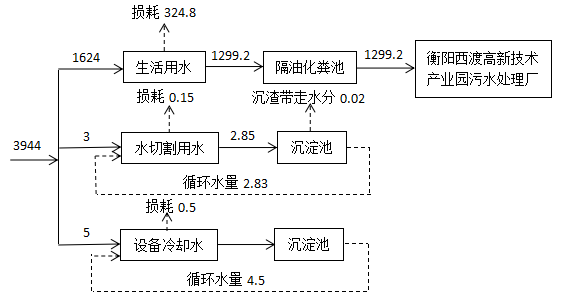 损耗 324.8
1624
生活用水
1299.2
隔油化粪池
1299.2
衡阳西渡高新技术
产业园污水处理厂
损耗 0.15
沉渣带走水分 0.02
3944
3
水切割用水
2.85
沉淀池
循环水量 2.83
损耗 0.5
5
设备冷却水
沉淀池
循环水量 4.5